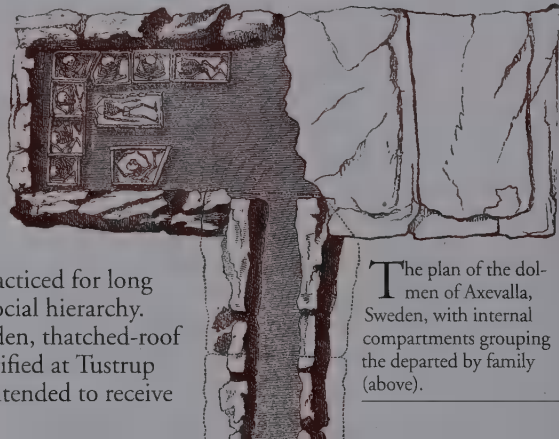 acticed for long
ocial hierarchy.
den, thatched-roof
ified at Tustrup
tended to receive
The plan of the dol-
men of Axevalla,
Sweden, with internal
compartments grouping
the departed by family
(above).